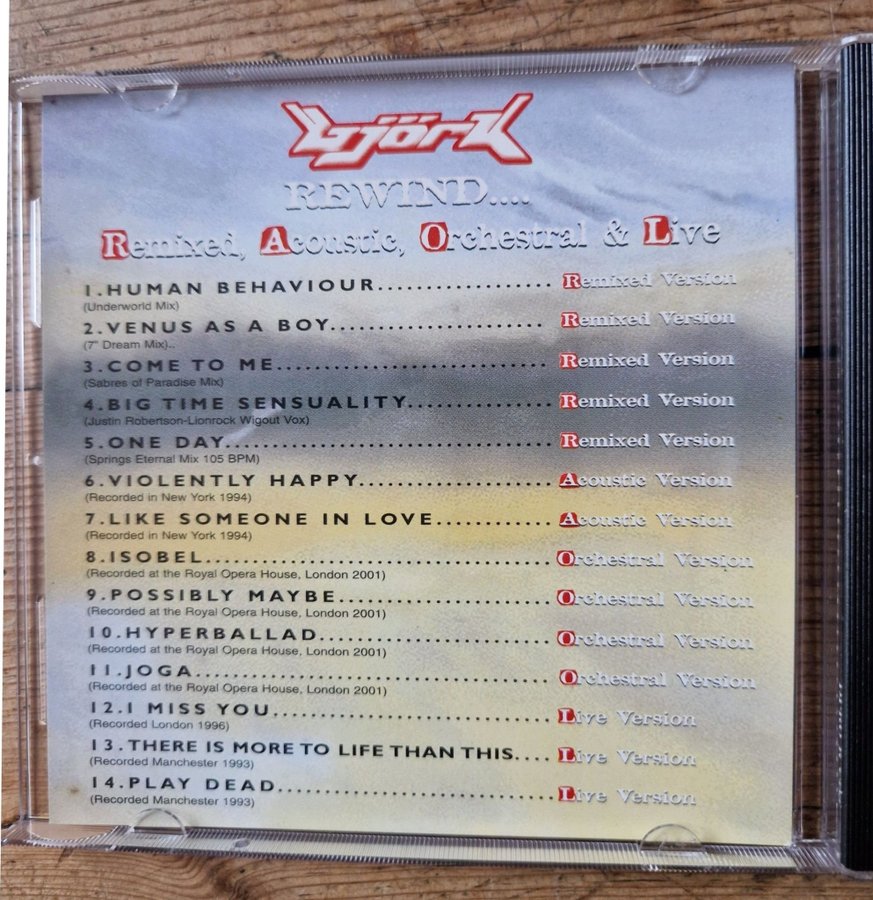 björk
REWIND....
Remixed, Acoustic, Orchestral & Live
1.HUMAN BEHAVIOUR...................... Remixed Version
(Underworld Mix)
2.VENUS AS A BOY........................... Remixed Version
(7" Dream Mix)..
3.COME TO ME................................. Remixed Version
(Sabres of Paradise Mix)
4.BIG TIME SENSUALITY.................. Remixed Version
(Justin Robertson-Lionrock Wigout Vox)
5.ONE DAY........................................ Remixed Version
(Springs Eternal Mix 105 BPM)
6.VIOLENTLY HAPPY........................ Acoustic Version
(Recorded in New York 1994)
7.LIKE SOMEONE IN LOVE.............. Acoustic Version
(Recorded in New York 1994)
8.ISOBEL........................................... Orchestral Version
(Recorded at the Royal Opera House, London 2001)
9.POSSIBLY MAYBE.......................... Orchestral Version
(Recorded at the Royal Opera House, London 2001)
10.HYPERBALLAD............................. Orchestral Version
(Recorded at the Royal Opera House, London 2001)
11.JOGA............................................ Orchestral Version
(Recorded at the Royal Opera House, London 2001)
12.I MISS YOU................................... Live Version
(Recorded London 1996)
13.THERE IS MORE TO LIFE THAN THIS.... Live Version
(Recorded Manchester 1993)
14.PLAY DEAD................................... Live Version
(Recorded Manchester 1993)